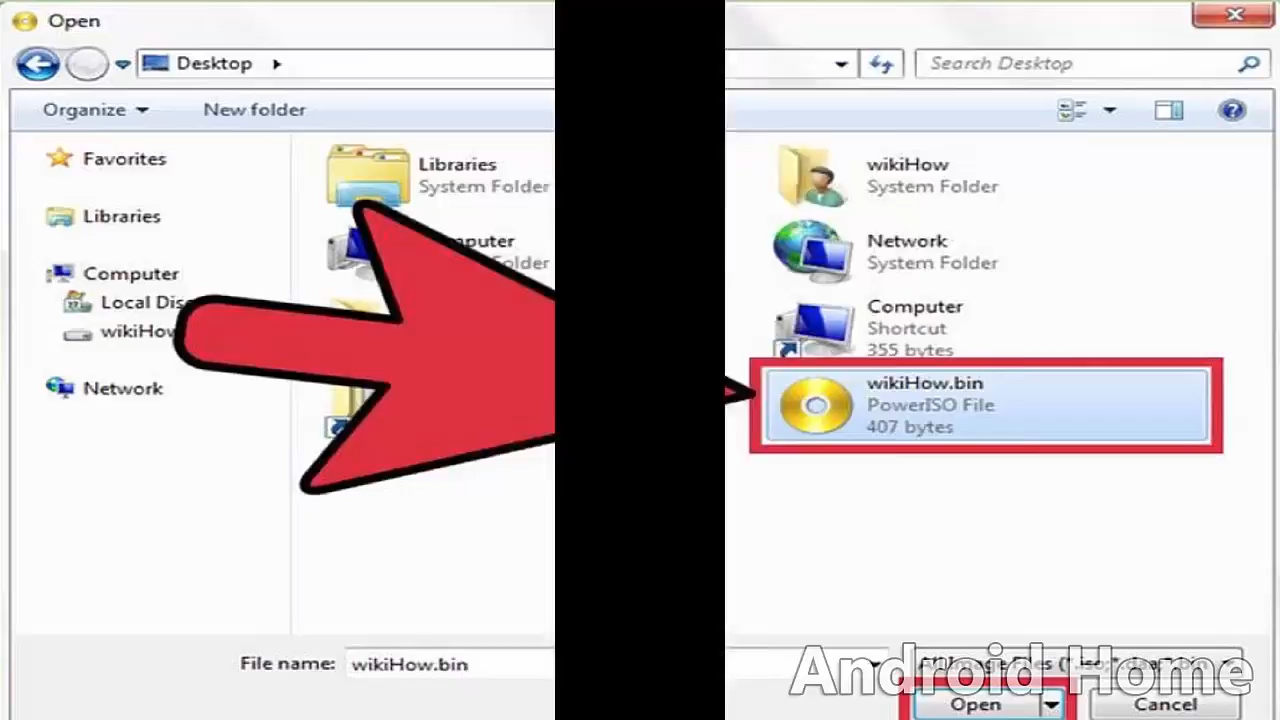 Open
Desktop
Search Desktop
Organize
New folder
Favorites
Libraries
Computer
Local
wikiHow
Network
Libraries
System Folder
wikiHow
System Folder
Network
System Folder
Computer
Shortcut
355 bytes
wikiHow.bin
PowerISO File
407 bytes
File name:
wikiHow.bin
Android Home
Open
Cancel